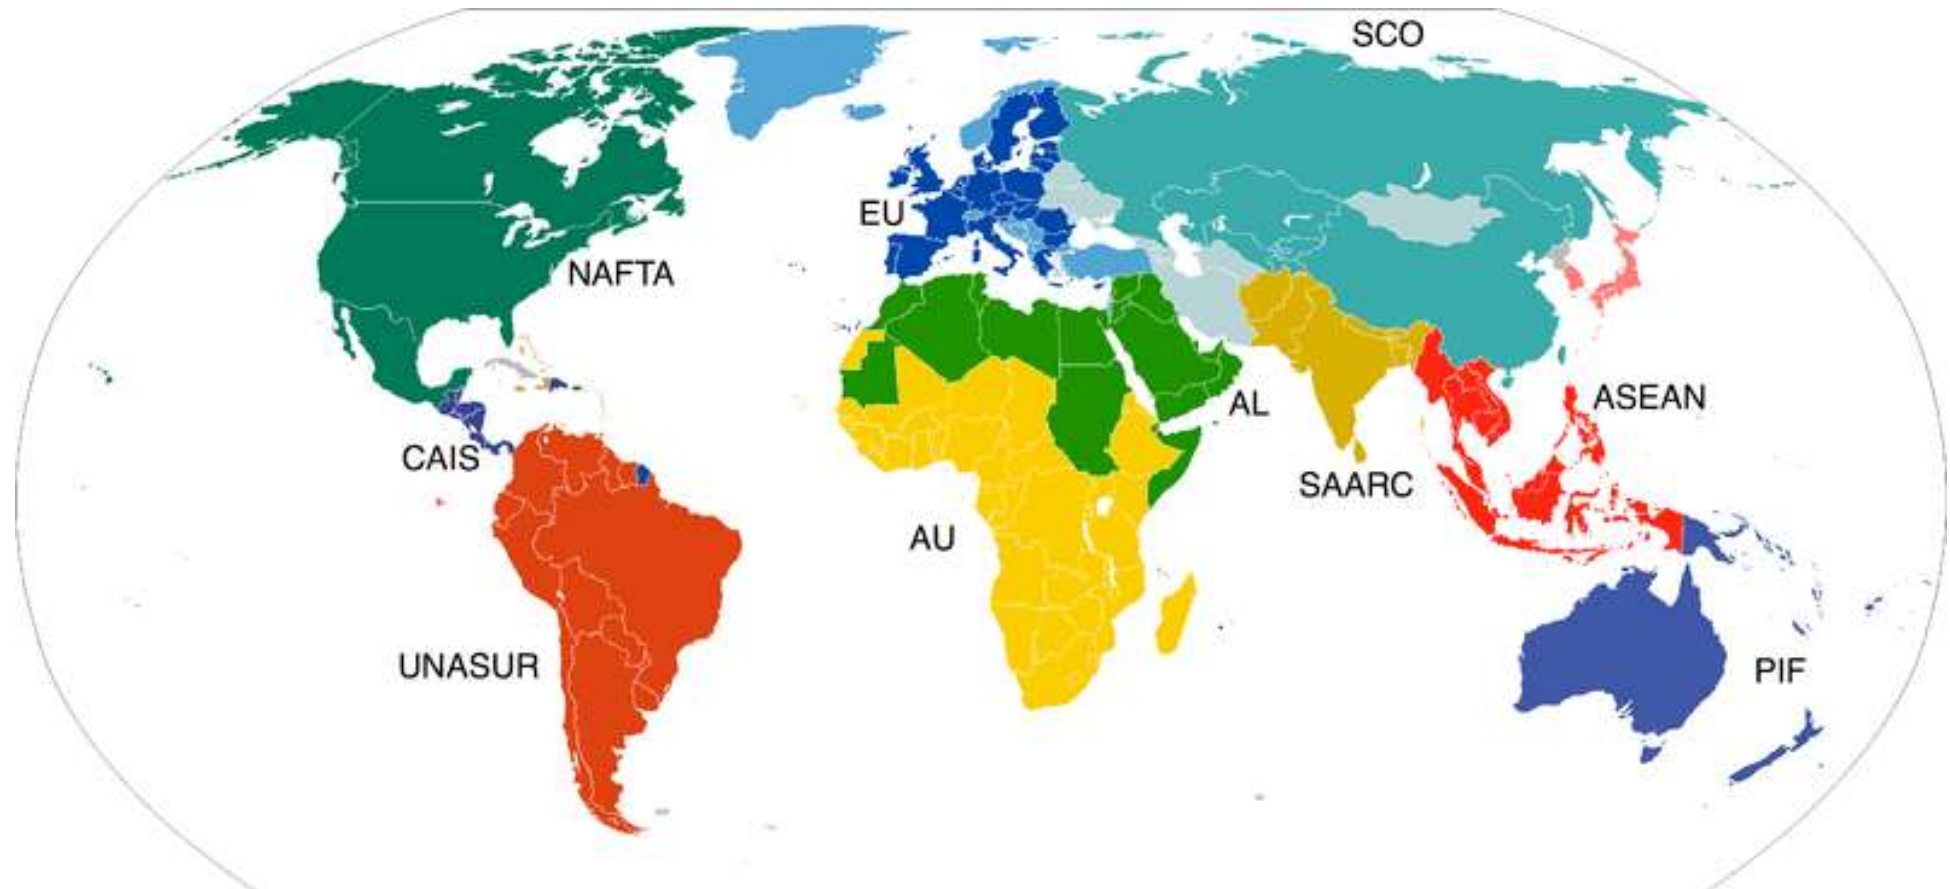 SCO
EU
NAFTA
ASEAN
AL
CAIS
SAARC
AU
UNASUR
PIF